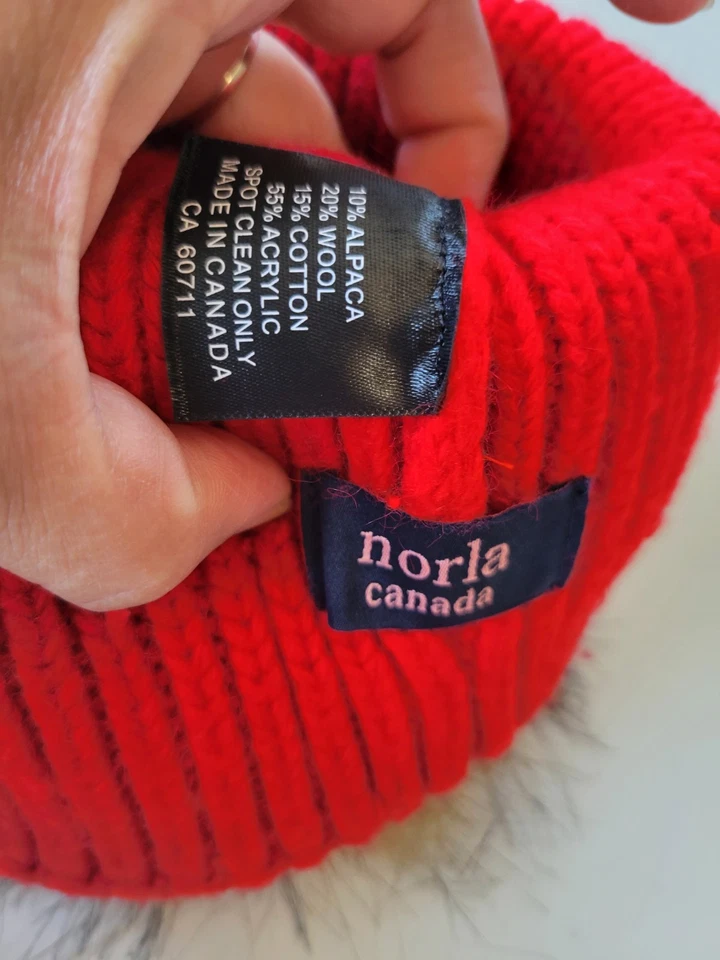 10% ALPACA
20% WOOL
15% COTTON
55% ACRYLIC
SPOT CLEAN ONLY
MADE IN CANADA
CA 60711
norla
canada